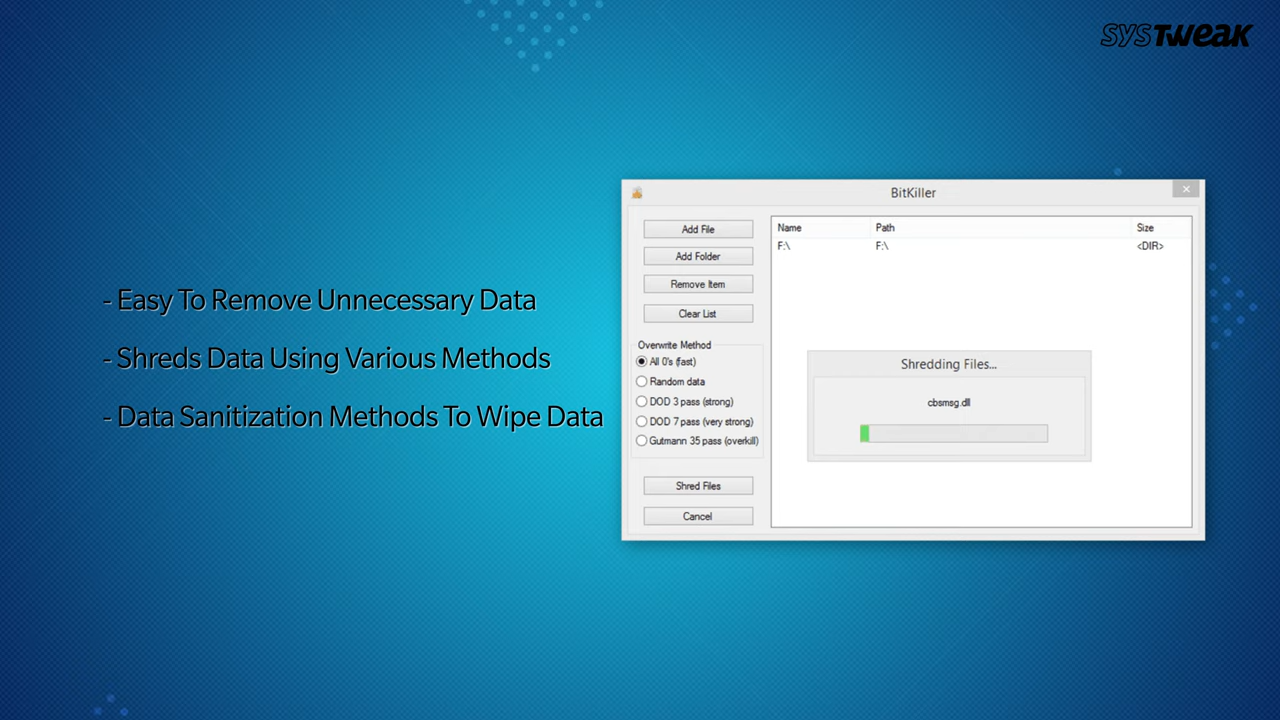 SYSTweak
- Easy To Remove Unnecessary Data
- Shreds Data Using Various Methods
- Data Sanitization Methods To Wipe Data
BitKiller
Add File
Add Folder
Remove Item
Clear List
Overwrite Method
All 0's (fast)
Random data
DOD 3 pass (strong)
DOD 7 pass (very strong)
Gutmann 35 pass (overkill)
Shred Files
Cancel
Name Path Size
F:\ F:\ <DIR>
Shredding Files...
cbsmsg.dll